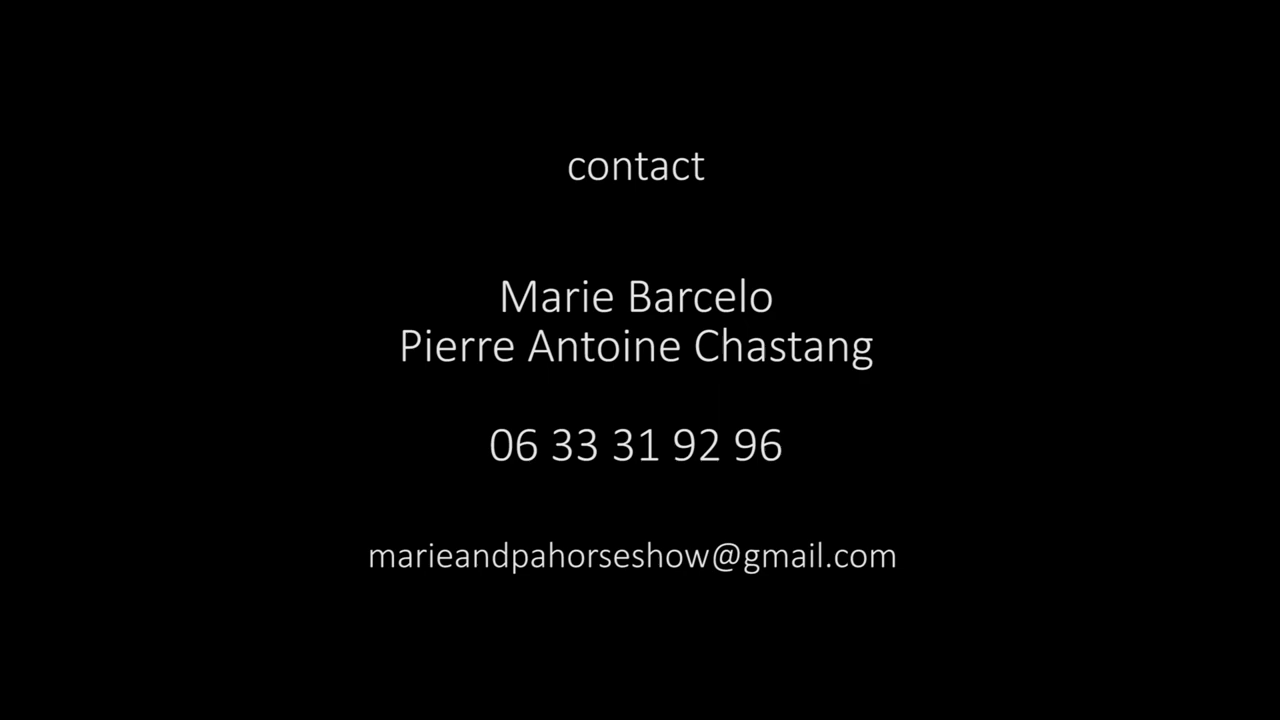 contact
Marie Barcelo
Pierre Antoine Chastang
06 33 31 92 96
marieandpahorseshow@gmail.com